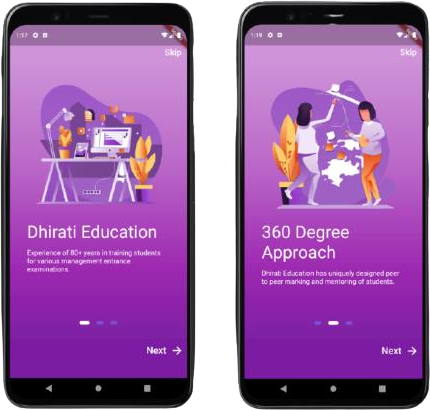 1:17
Skip
Dhirati Education
Experience of 80+ years in training students
for various management entrance
examinations.
Next
1:19
Skip
360 Degree
Approach
Dhirati Education has uniquely designed peer
to peer marking and mentoring of students.
Next